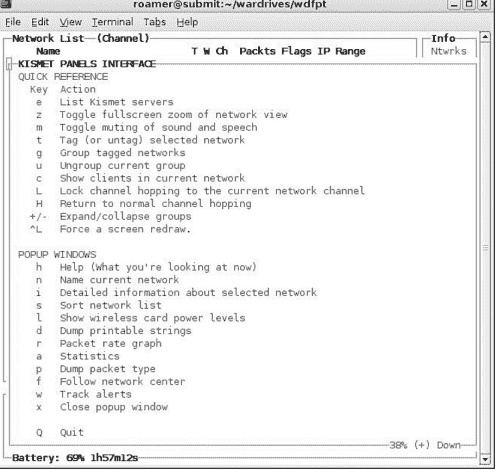 roamer@submit:~/wardrives/wdfpt
File Edit View Terminal Tabs Help
Network List—(Channel) Info
Name T W Ch Packts Flags IP Range Ntwrks
KISMET PANELS INTERFACE
QUICK REFERENCE
Key Action
e List Kismet servers
z Toggle fullscreen zoom of network view
m Toggle muting of sound and speech
t Tag (or untag) selected network
g Group tagged networks
u Ungroup current group
c Show clients in current network
L Lock channel hopping to the current network channel
H Return to normal channel hopping
+/- Expand/collapse groups
^L Force a screen redraw.
POPUP WINDOWS
h Help (What you're looking at now)
n Name current network
i Detailed information about selected network
s Sort network list
l Show wireless card power levels
d Dump printable strings
r Packet rate graph
a Statistics
p Dump packet type
f Follow network center
w Track alerts
x Close popup window
Q Quit
38% (+) Down
Battery: 69% 1h57m12s